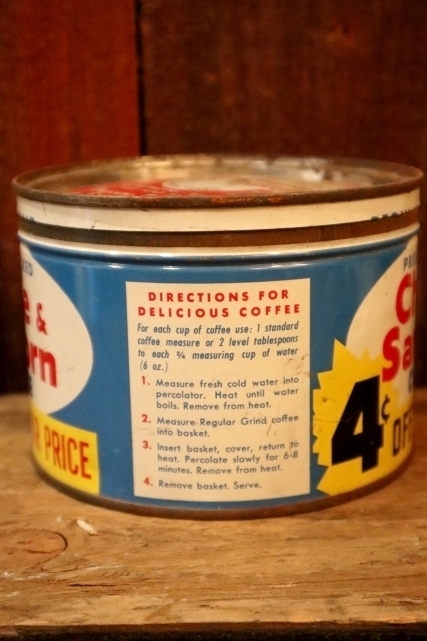 DIRECTIONS FOR
DELICIOUS COFFEE
For each cup of coffee use: 1 standard
coffee measure or 2 level tablespoons
to each ¾ measuring cup of water
(6 oz.)
1. Measure fresh cold water into
percolator. Heat until water
boils. Remove from heat.
2. Measure Regular Grind coffee
into basket.
3. Insert basket, cover, return to
heat. Percolate slowly for 6-8
minutes. Remove from heat.
4. Remove basket. Serve.
e &
rn
R PRICE
Ch
Sa
4¢
OFF